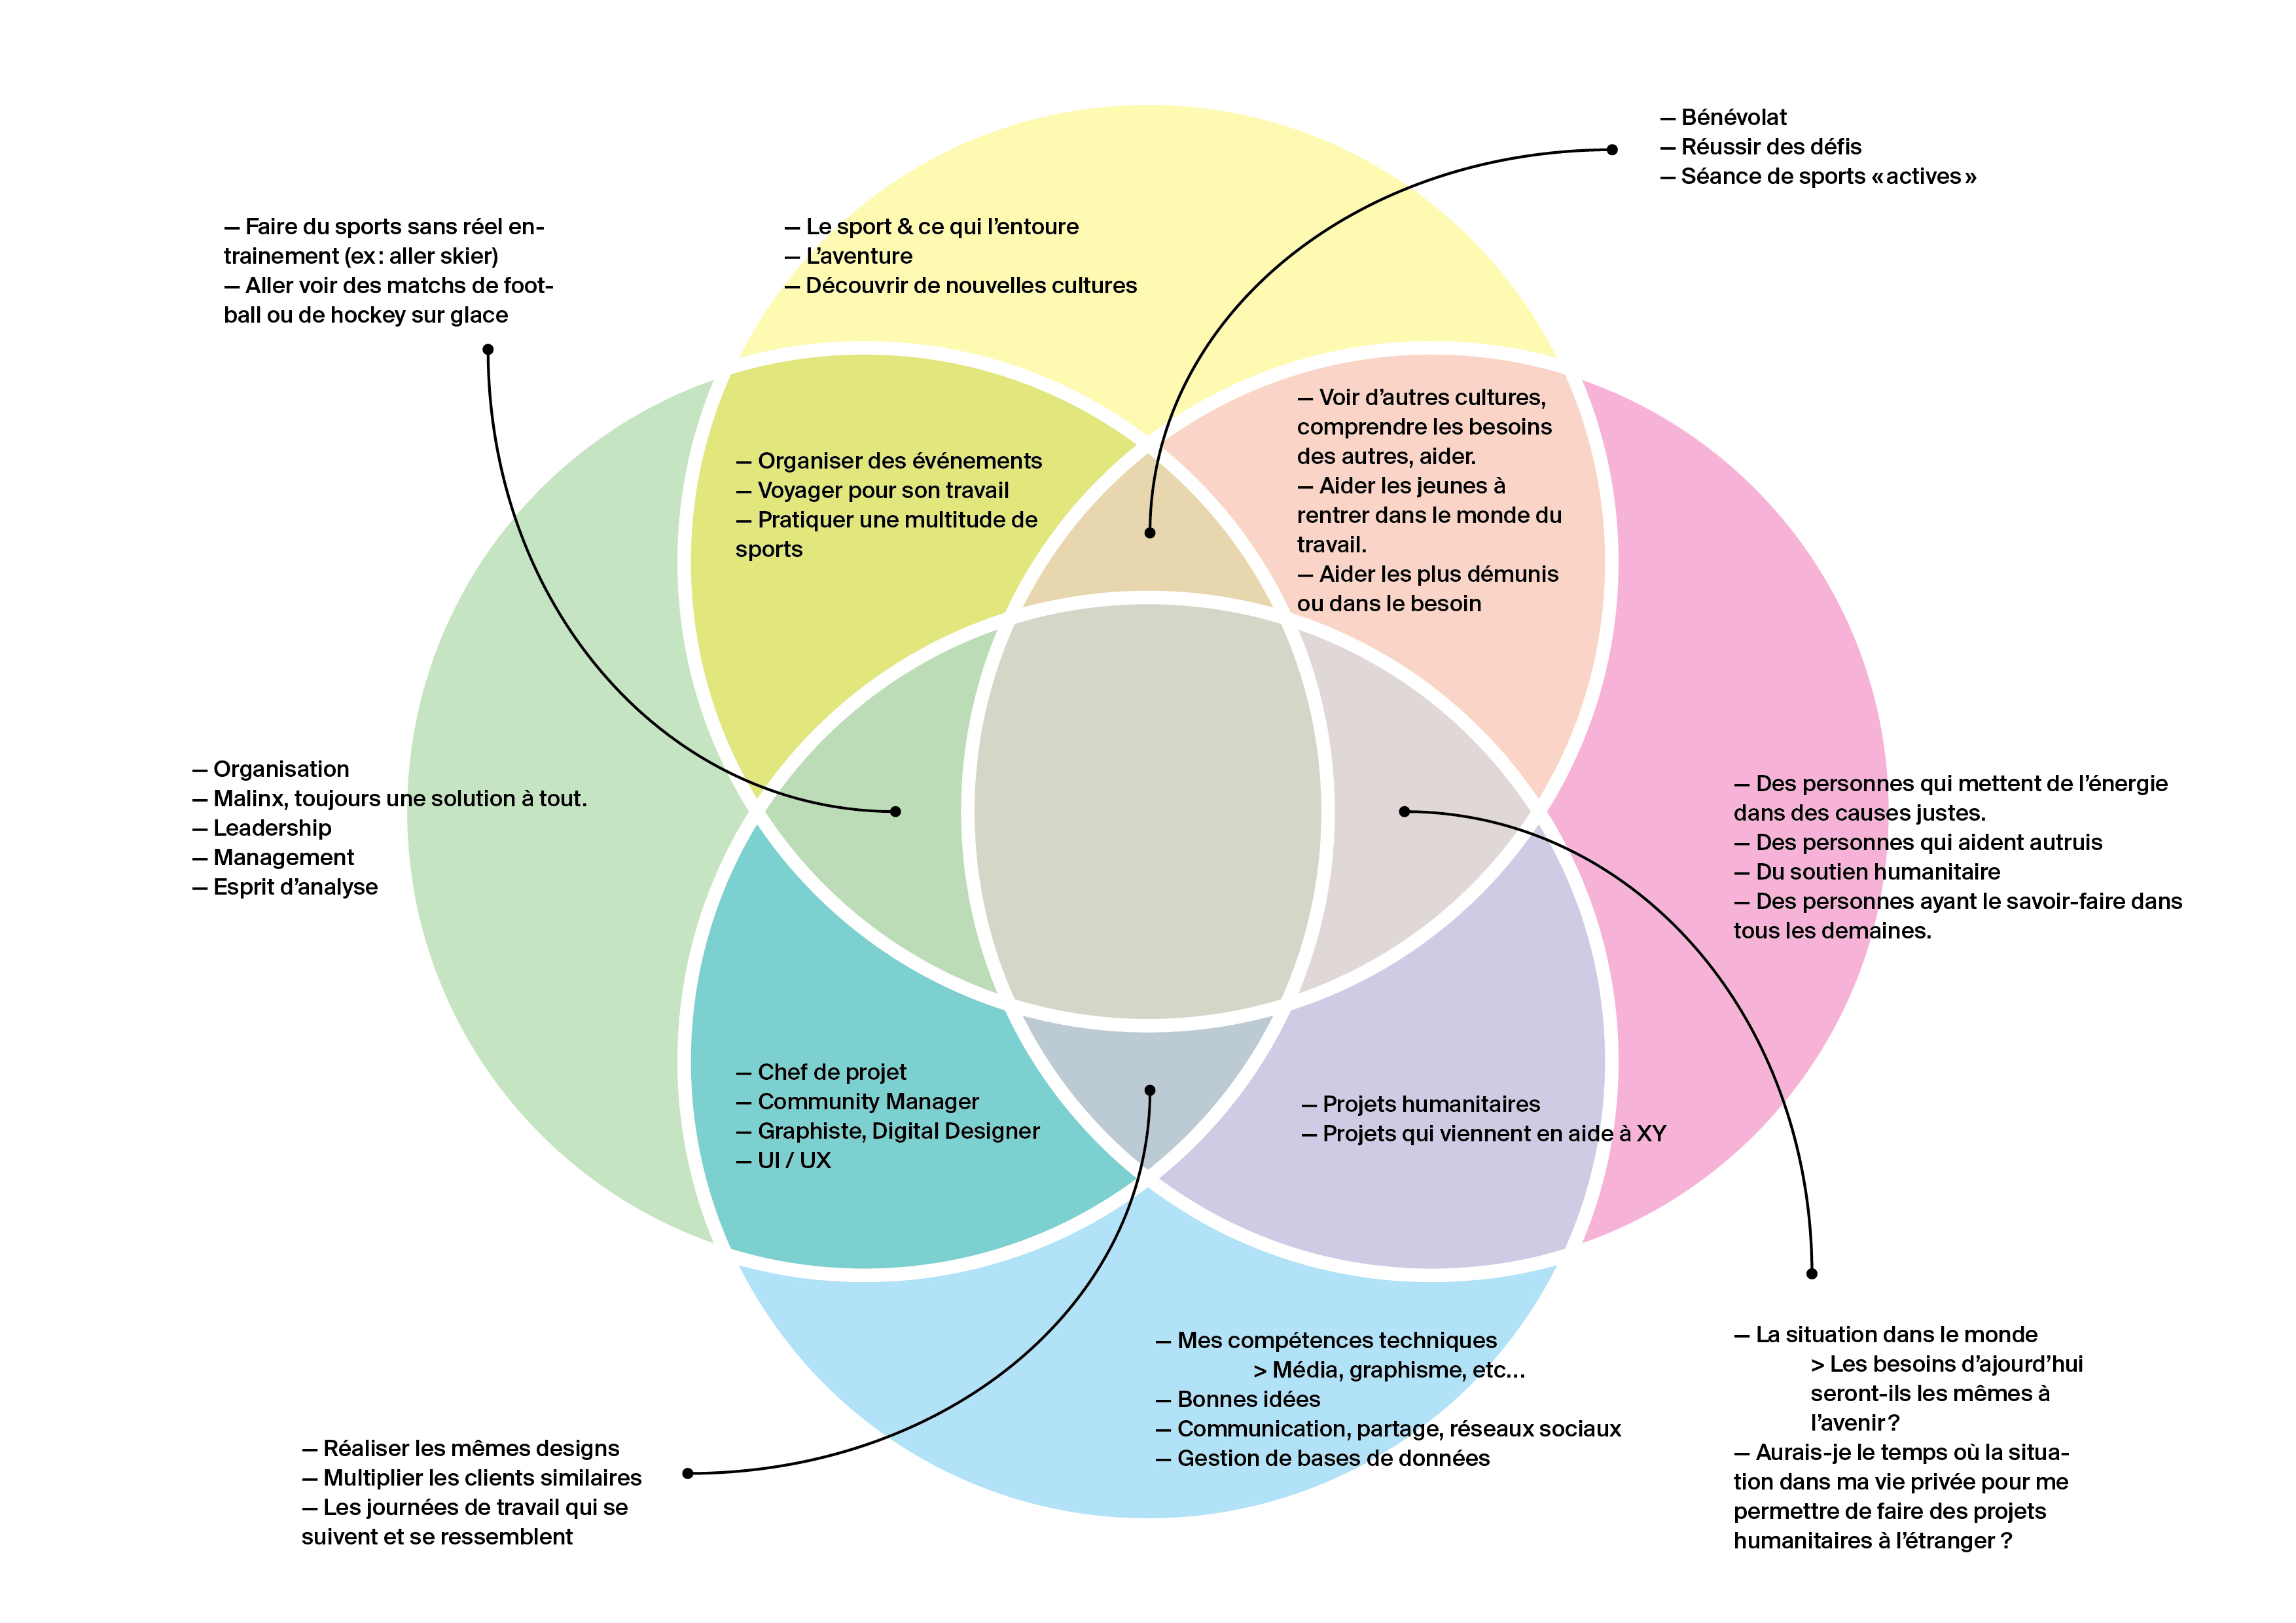 — Bénévolat
— Réussir des défis
— Séance de sports «actives»
— Faire du sports sans réel en-
trainement (ex : aller skier)
— Aller voir des matchs de foot-
ball ou de hockey sur glace
— Le sport & ce qui l’entoure
— L’aventure
— Découvrir de nouvelles cultures
— Organiser des événements
— Voyager pour son travail
— Pratiquer une multitude de
sports
— Voir d’autres cultures,
comprendre les besoins
des autres, aider.
— Aider les jeunes à
rentrer dans le monde du
travail.
— Aider les plus démunis
ou dans le besoin
— Organisation
— Malinx, toujours une solution à tout.
— Leadership
— Management
— Esprit d’analyse
— Des personnes qui mettent de l’énergie
dans des causes justes.
— Des personnes qui aident autruis
— Du soutien humanitaire
— Des personnes ayant le savoir-faire dans
tous les demaines.
— Chef de projet
— Community Manager
— Graphiste, Digital Designer
— UI / UX
— Projets humanitaires
— Projets qui viennent en aide à XY
— Mes compétences techniques
> Média, graphisme, etc...
— Bonnes idées
— Communication, partage, réseaux sociaux
— Gestion de bases de données
— La situation dans le monde
> Les besoins d’ajourd’hui
seront-ils les mêmes à
l’avenir ?
— Aurais-je le temps où la situa-
tion dans ma vie privée pour me
permettre de faire des projets
humanitaires à l’étranger ?
— Réaliser les mêmes designs
— Multiplier les clients similaires
— Les journées de travail qui se
suivent et se ressemblent